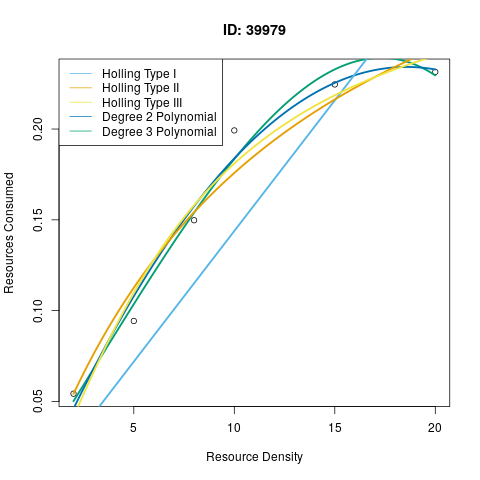 ID: 39979
Holling Type I
Holling Type II
Holling Type III
Degree 2 Polynomial
Degree 3 Polynomial
Resources Consumed
0.20
0.15
0.10
0.05
5
10
15
20
Resource Density